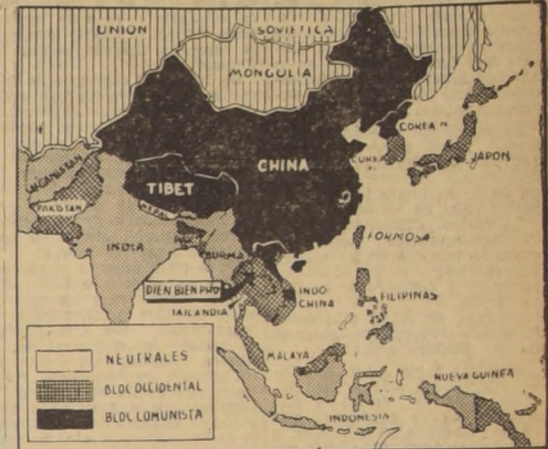 UNION SOVIETICA
MONGOLIA
COREA N.
COREA
CHINA
JAPON
TIBET
AFGANISTAN
PAKISTAN
NEPAL
INDIA
BURMA
FORMOSA
DIEN BIEN PHU
INDO-
CHINA
TAILANDIA
FILIPINAS
MALAYA
NUEVA GUINEA
INDONESIA
NEUTRALES
BLOC OCCIDENTAL
BLOC COMUNISTA